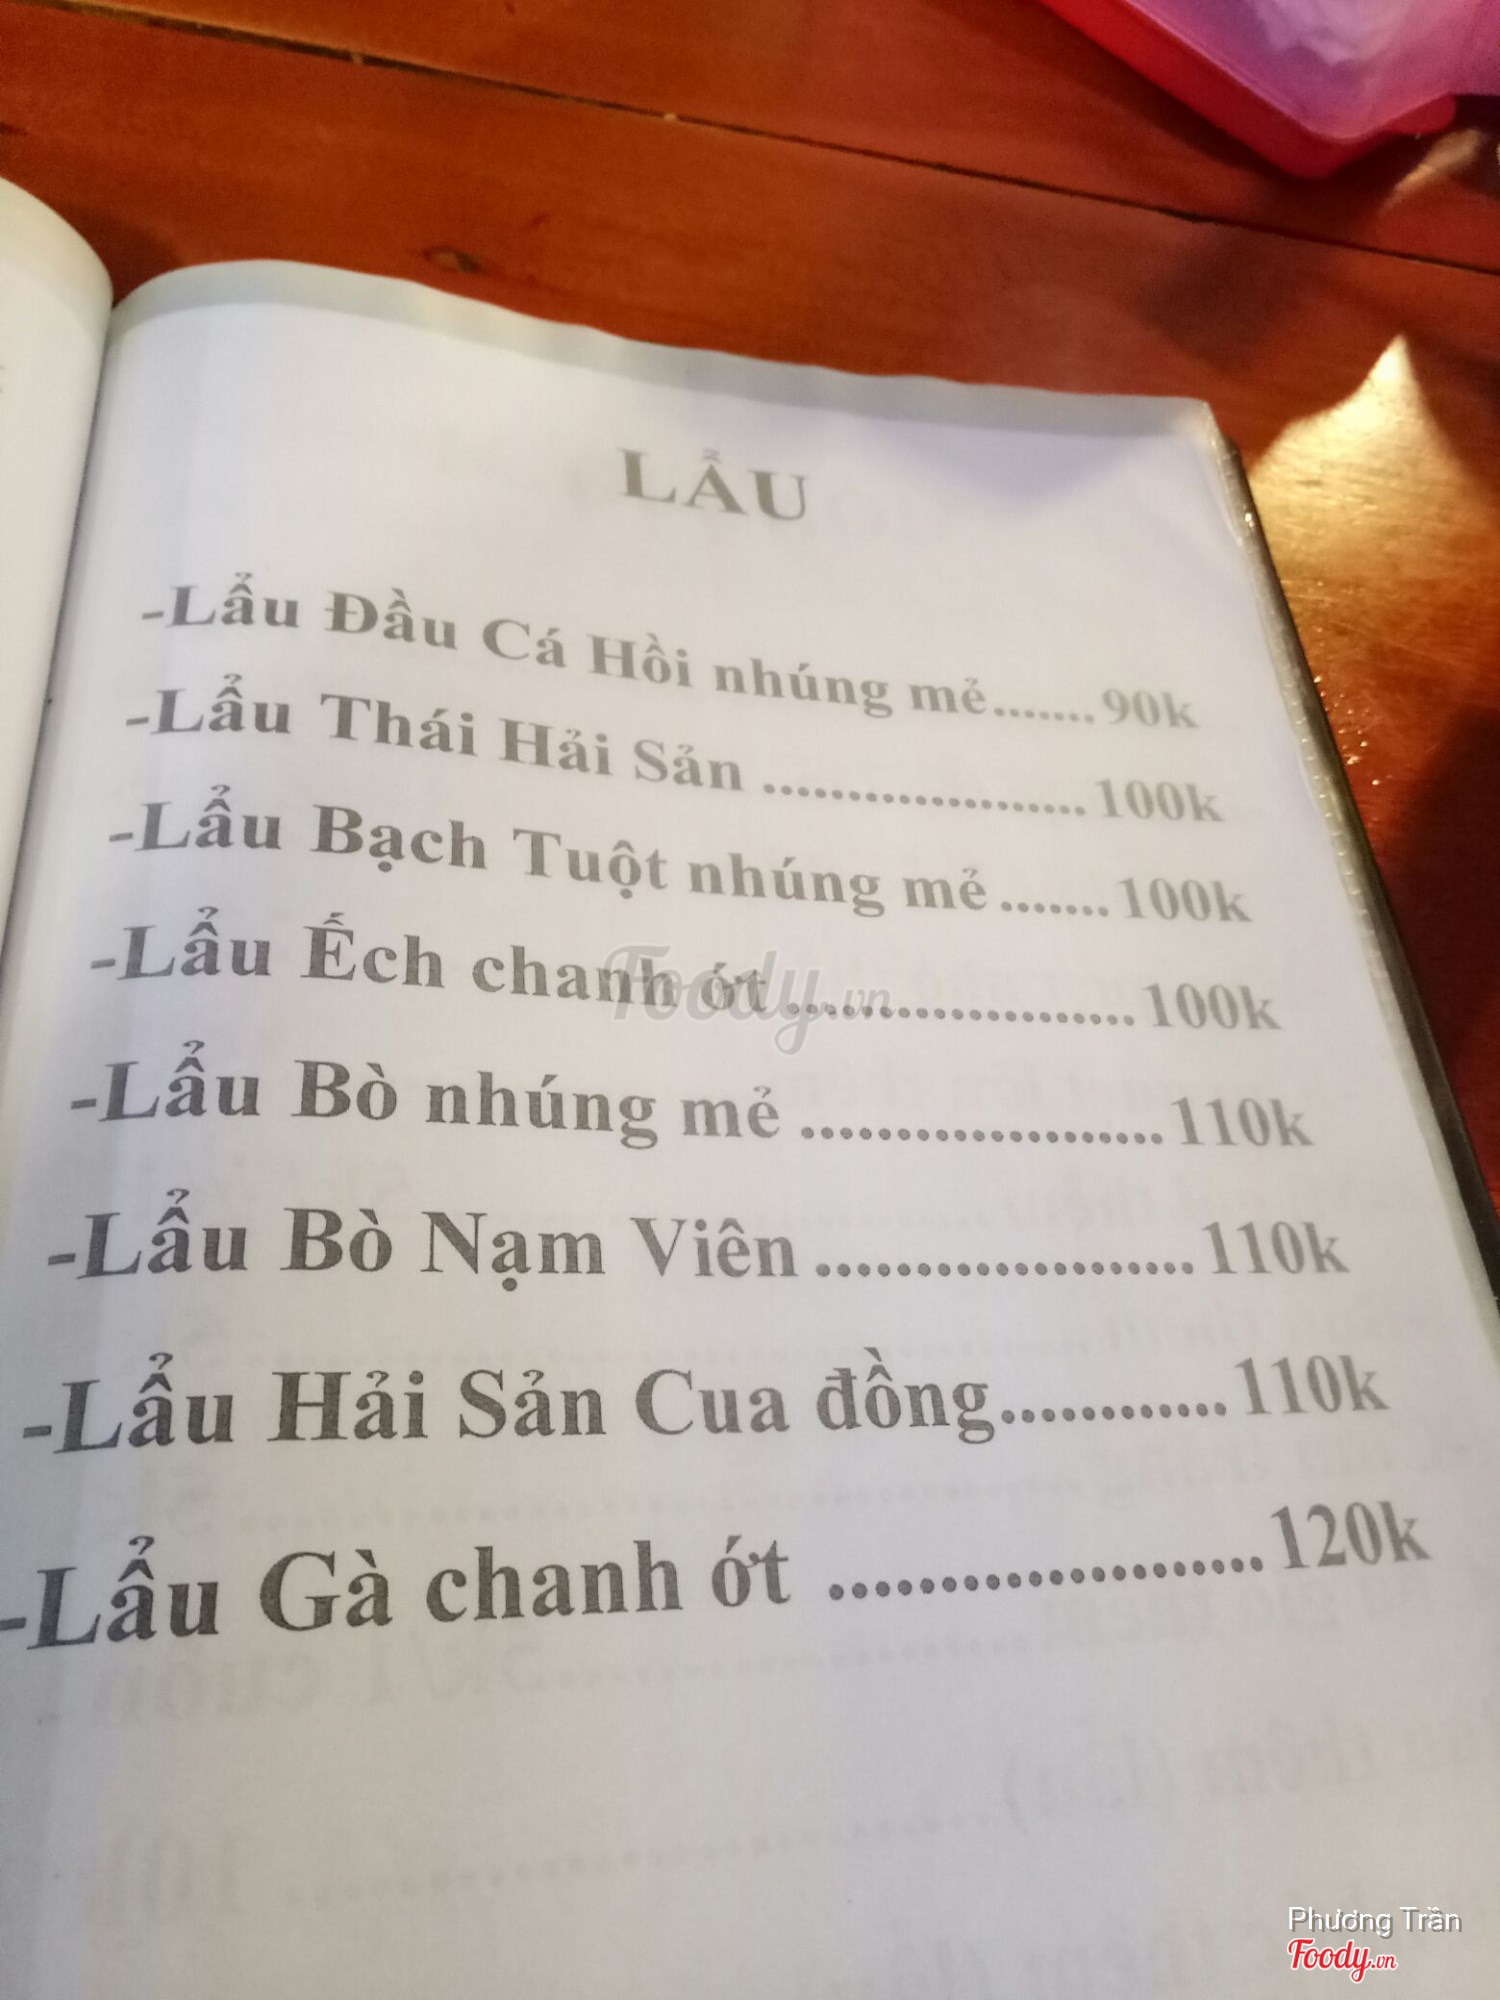 LẨU
-Lẩu Đầu Cá Hồi nhúng mẻ.......90k
-Lẩu Thái Hải Sản .....................100k
-Lẩu Bạch Tuột nhúng mẻ.......100k
-Lẩu Ếch chanh ớt .....................100k
-Lẩu Bò nhúng mẻ .....................110k
-Lẩu Bò Nạm Viên.....................110k
-Lẩu Hải Sản Cua đồng............110k
-Lẩu Gà chanh ớt .....................120k
Foody.vn
Phương Trần
Foody.vn